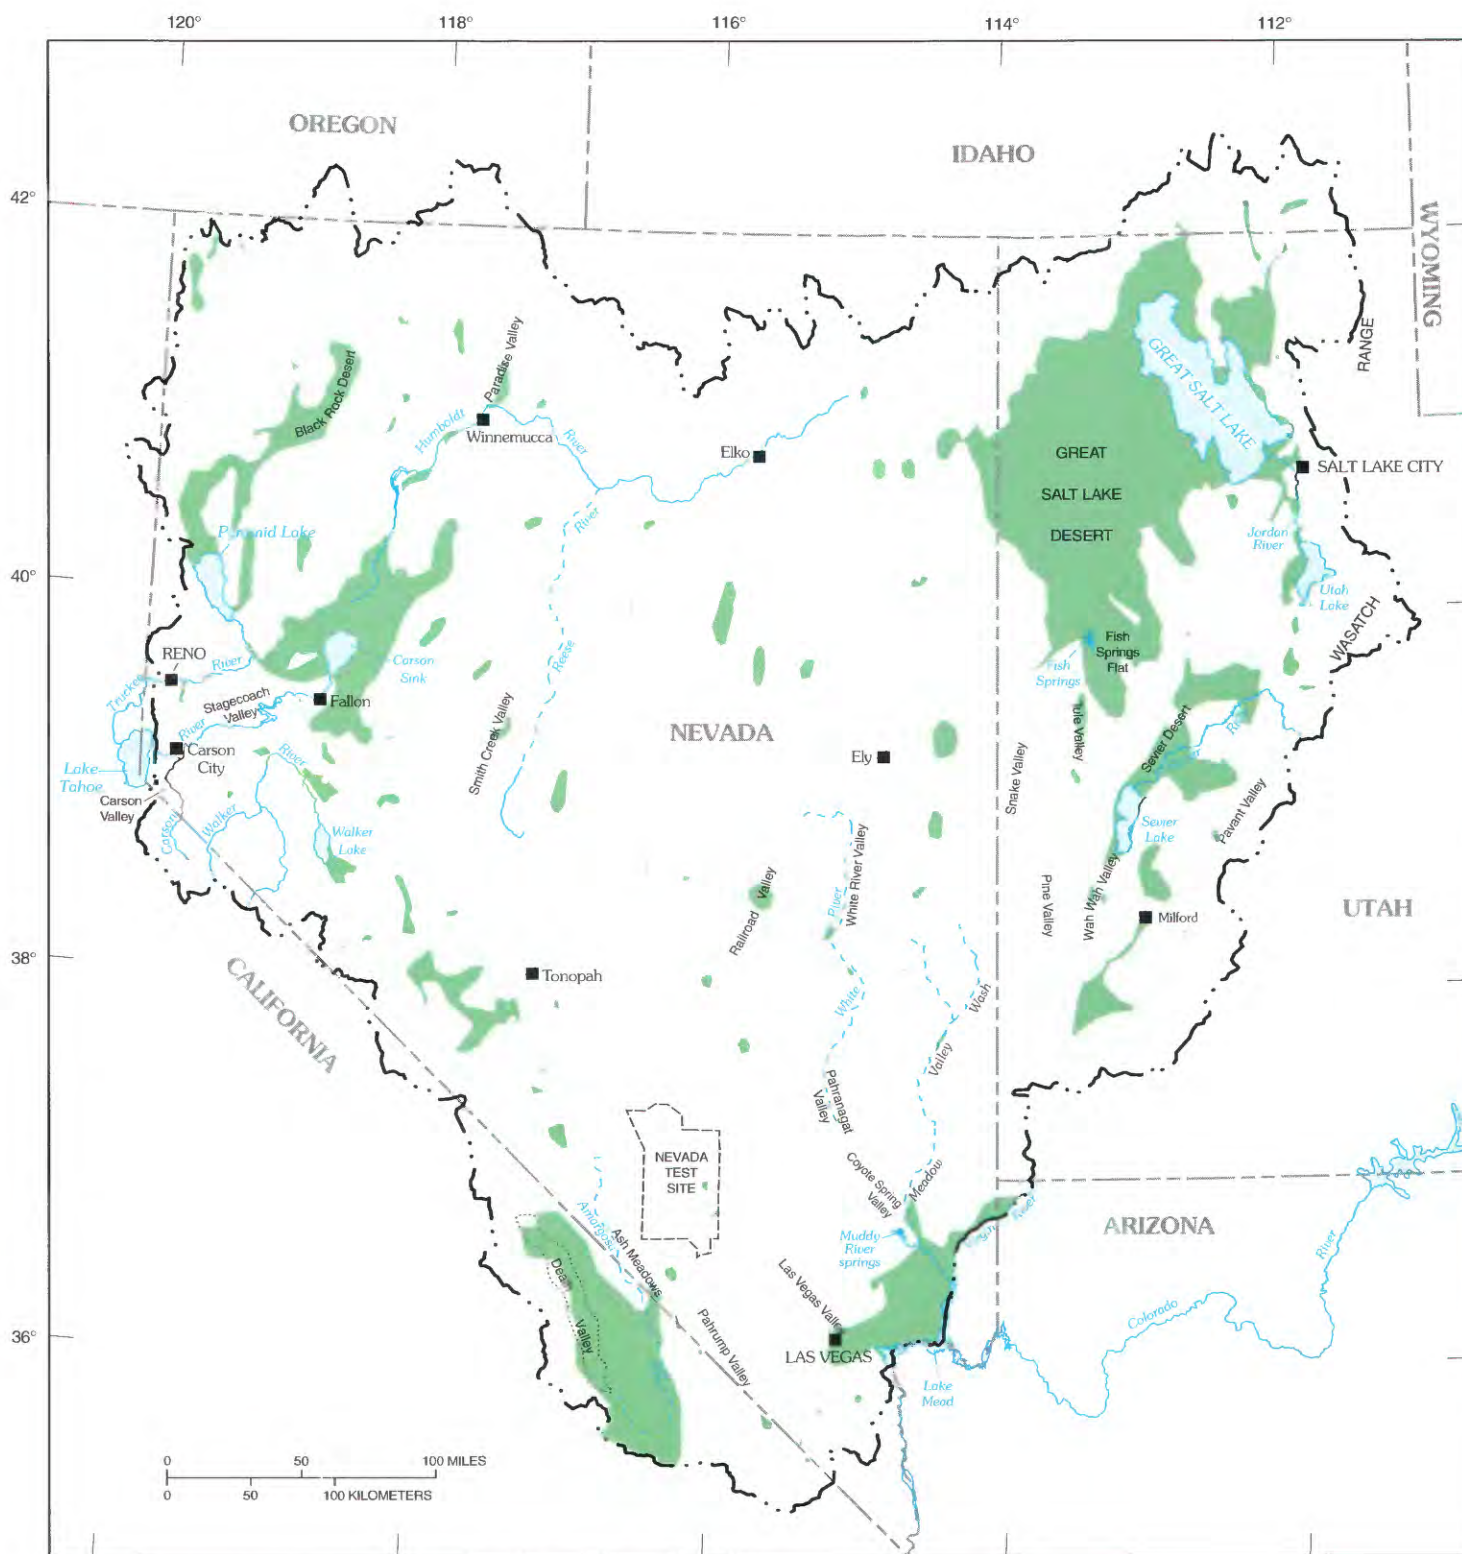 120°
118°
116°
114°
112°
OREGON
IDAHO
42°
WYOMING
RANGE
Paradise Valley
Black Rock Desert
GREAT SALT LAKE
Humboldt
Winnemucca
River
Elko
GREAT
SALT LAKE
DESERT
SALT LAKE CITY
River
Pyramid Lake
Jordan
River
40°
Utah
Lake
WASATCH
RENO
River
Truckee
Carson
Sink
Reese
Fish
Springs
Fish
Springs
Flat
Stagecoach
Valley
Fallon
River
Carson
City
River
Smith Creek Valley
NEVADA
Ely
Snake Valley
Tule Valley
Sevier Desert
River
Lake
Tahoe
Carson
Valley
Carson
Walker
Walker
Lake
Sevier
Lake
Pavant Valley
Railroad Valley
River
White River Valley
Pine Valley
Wah Wah Valley
Milford
UTAH
38°
CALIFORNIA
Tonopah
White
Wash
Valley
Pahranagat
Valley
NEVADA
TEST
SITE
Coyote Spring
Valley
Meadow
Amargosa
Ash Meadows
Muddy
River
springs
Virgin
River
ARIZONA
River
Death
Valley
Las Vegas Valley
Pahrump Valley
36°
LAS VEGAS
Colorado
Lake
Mead
0 50 100 MILES
0 50 100 KILOMETERS